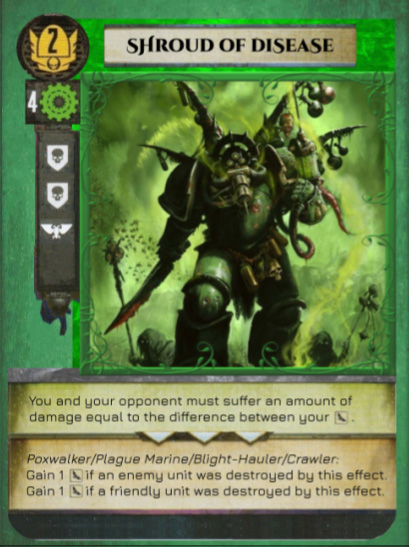 2
SHROUD OF DISEASE
4
You and your opponent must suffer an amount of
damage equal to the difference between your .
Poxwalker/Plague Marine/Blight-Hauler/Crawler:
Gain 1 if an enemy unit was destroyed by this effect.
Gain 1 if a friendly unit was destroyed by this effect.